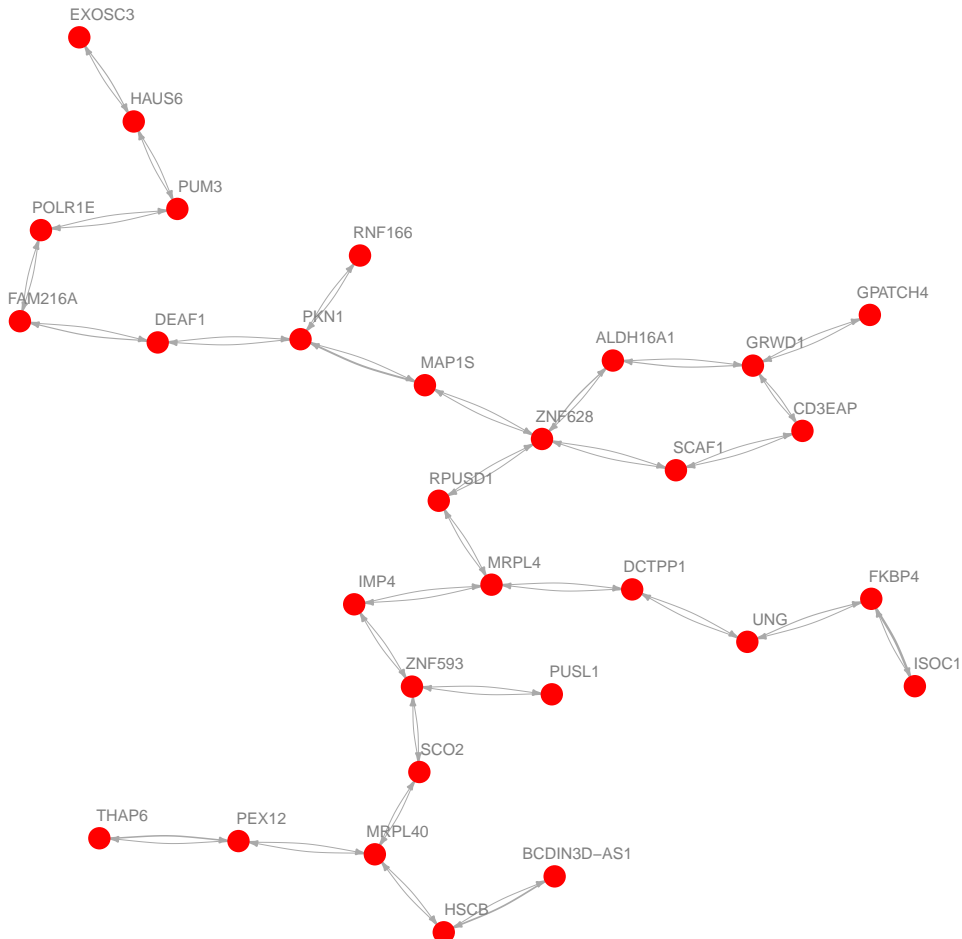 EXOSC3
HAUS6
PUM3
POLR1E
RNF166
FAM216A
GPATCH4
DEAF1
PKN1
ALDH16A1
GRWD1
MAP1S
CD3EAP
ZNF628
SCAF1
RPUSD1
MRPL4
DCTPP1
FKBP4
IMP4
UNG
ZNF593
PUSL1
ISOC1
SCO2
THAP6
PEX12
MRPL40
BCDIN3D−AS1
HSCB